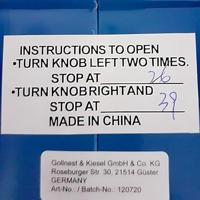 INSTRUCTIONS TO OPEN
•TURN KNOB LEFT TWO TIMES.
STOP AT 26
•TURN KNOB RIGHT AND
STOP AT 39
MADE IN CHINA
Gollnest & Kiesel GmbH & Co. KG
Roseburger Str. 30, 21514 Güster
GERMANY
Art-No.: / Batch-No.: 120720